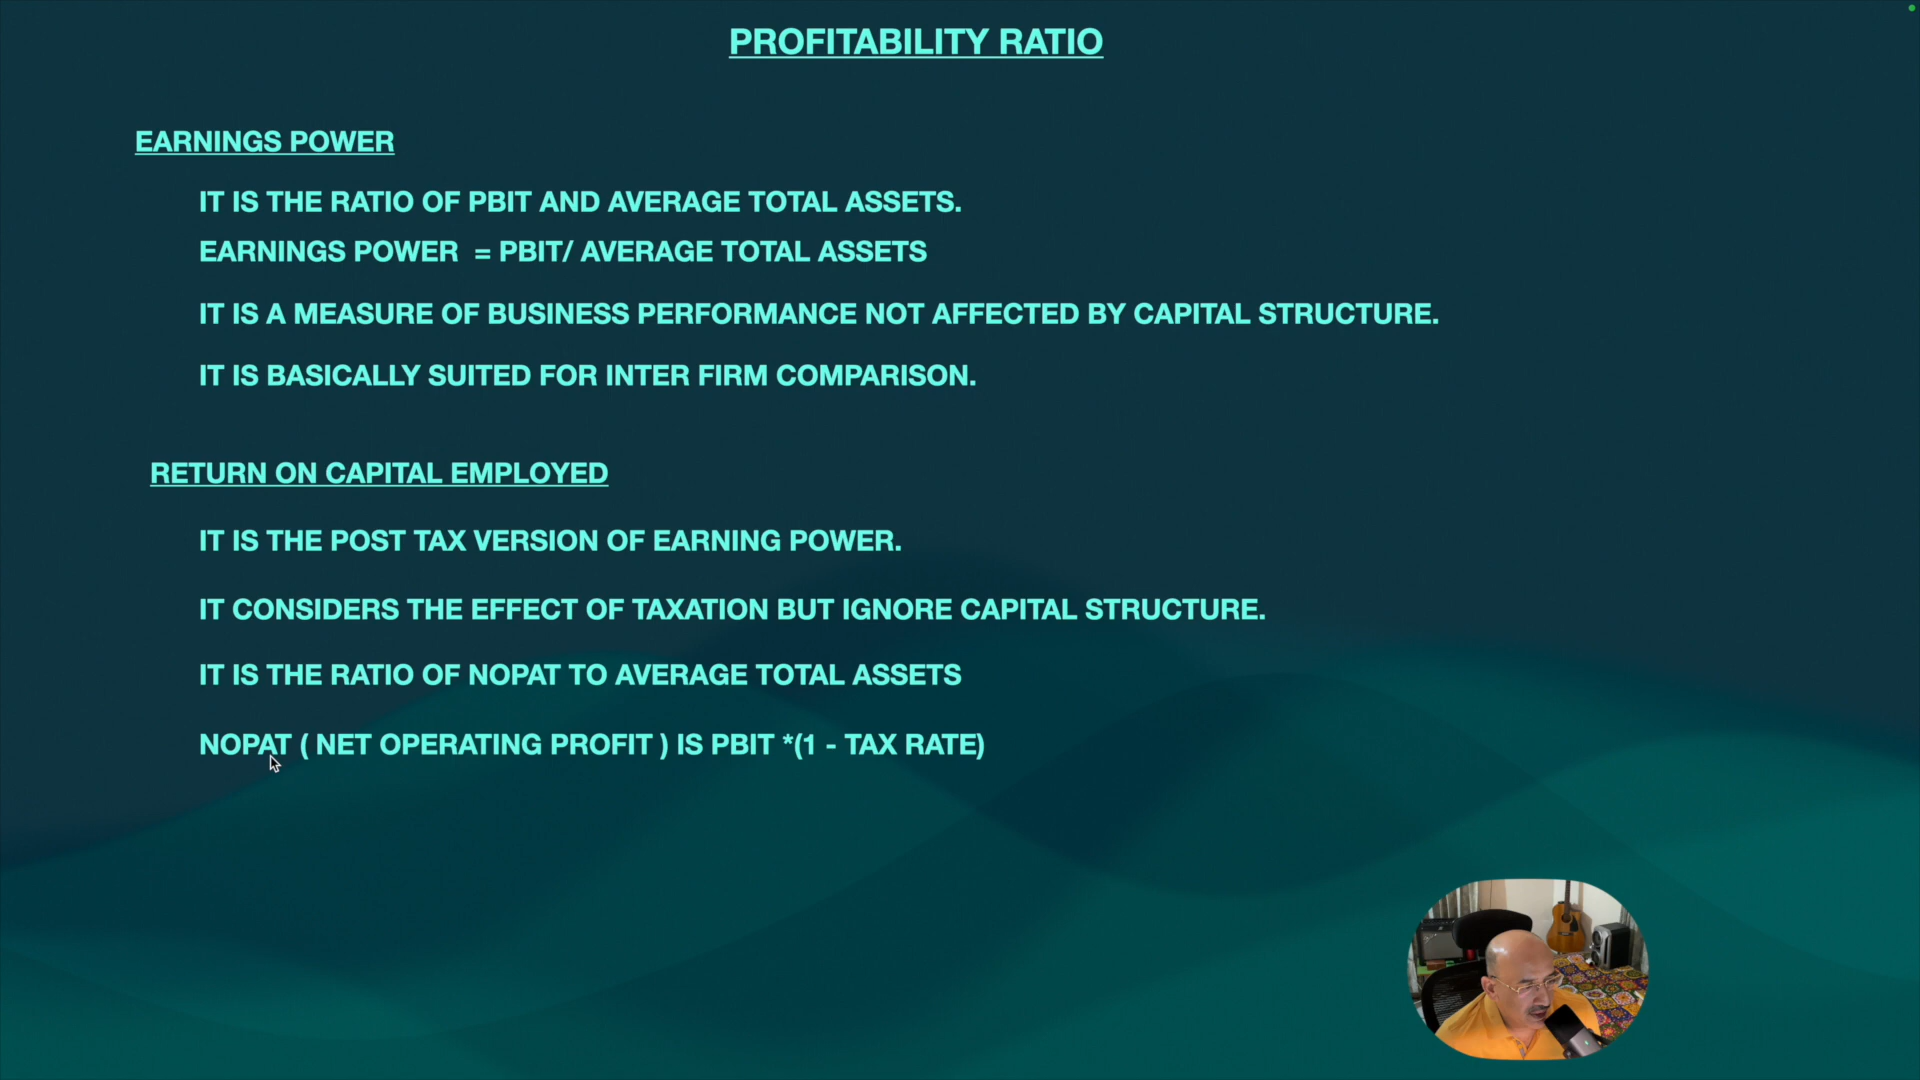 PROFITABILITY RATIO
EARNINGS POWER
IT IS THE RATIO OF PBIT AND AVERAGE TOTAL ASSETS.
EARNINGS POWER = PBIT/ AVERAGE TOTAL ASSETS
IT IS A MEASURE OF BUSINESS PERFORMANCE NOT AFFECTED BY CAPITAL STRUCTURE.
IT IS BASICALLY SUITED FOR INTER FIRM COMPARISON.
RETURN ON CAPITAL EMPLOYED
IT IS THE POST TAX VERSION OF EARNING POWER.
IT CONSIDERS THE EFFECT OF TAXATION BUT IGNORE CAPITAL STRUCTURE.
IT IS THE RATIO OF NOPAT TO AVERAGE TOTAL ASSETS
NOPAT ( NET OPERATING PROFIT ) IS PBIT *(1 - TAX RATE)